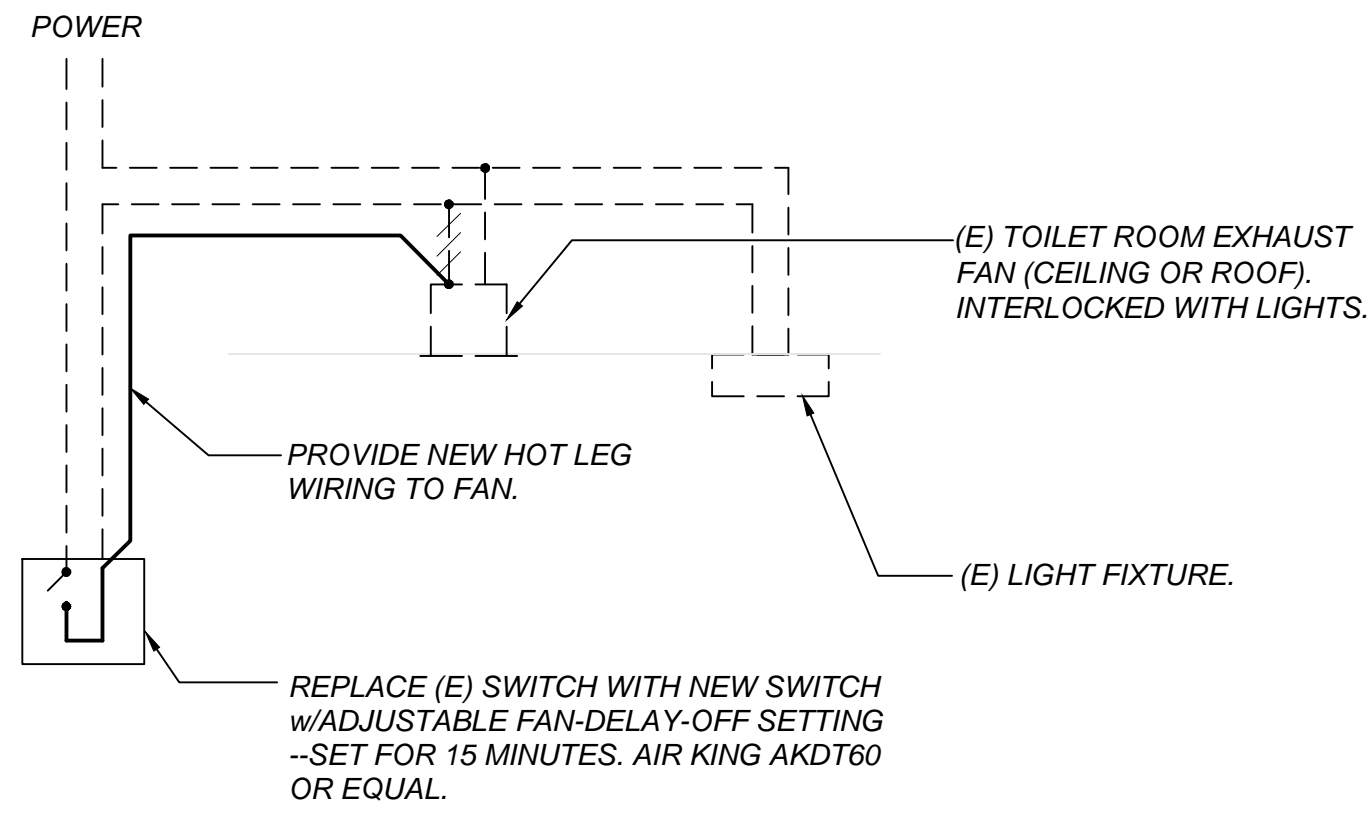 POWER
(E) TOILET ROOM EXHAUST
FAN (CEILING OR ROOF).
INTERLOCKED WITH LIGHTS.
PROVIDE NEW HOT LEG
WIRING TO FAN.
(E) LIGHT FIXTURE.
REPLACE (E) SWITCH WITH NEW SWITCH
w/ADJUSTABLE FAN-DELAY-OFF SETTING
--SET FOR 15 MINUTES. AIR KING AKDT60
OR EQUAL.